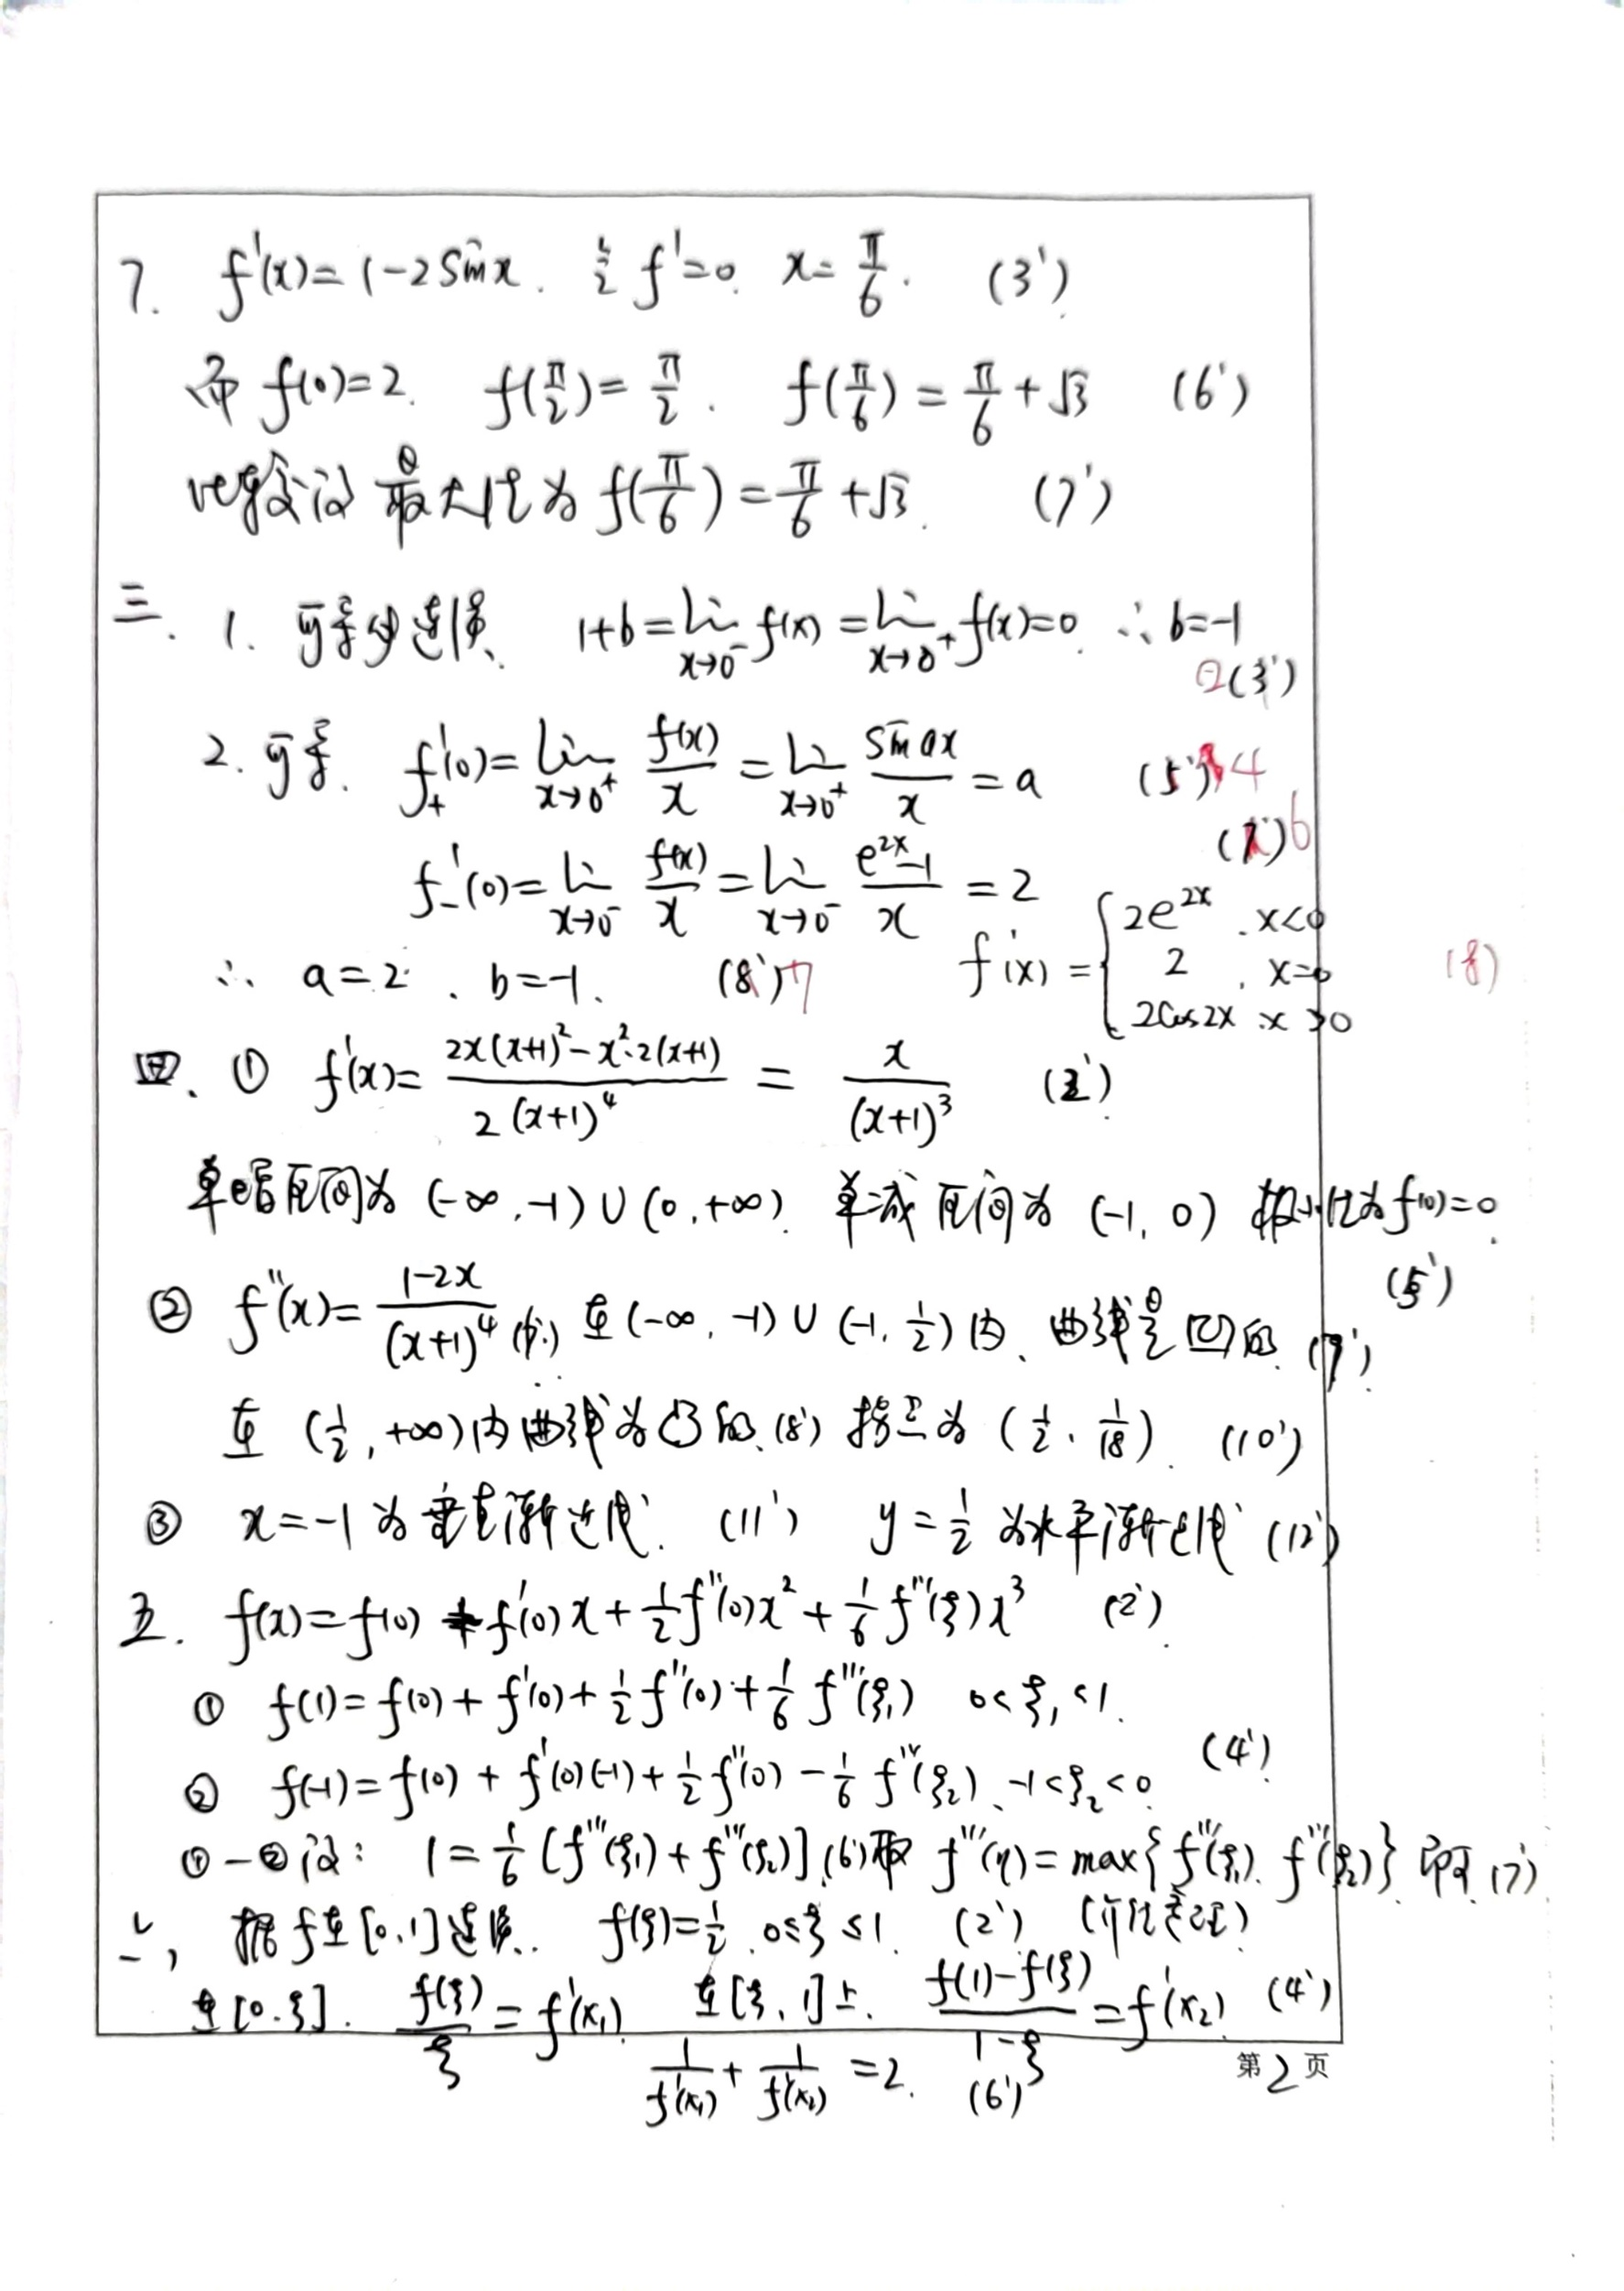 7. f'(x)=1-2sinx. 令f'=0. x=π/6. (3')
而 f(0)=2. f(π/2)=π/2. f(π/6)=π/6+√3 (6')
比较之后 最大值为 f(π/6)=π/6+√3. (7')
三. 1. 可导必连续、 1+b=lim_{x→0⁻} f(x)=lim_{x→0⁺} f(x)=0. ∴ b=-1
2(3')
2. 可导. f'₊(0)=lim_{x→0⁺} f(x)/x=lim_{x→0⁺} sin ax/x=a (5')4
(7')6
f'₋(0)=lim_{x→0⁻} f(x)/x=lim_{x→0⁻} (e^{2x}-1)/x=2
∴ a=2. b=-1. (8')7 f'(x)={2e^{2x}, x<0; 2, x=0; 2cos2x, x>0 (8)
四、① f'(x)=(2x(x+1)²-x²·2(x+1))/(2(x+1)⁴)=x/(x+1)³ (2')
单增区间为 (-∞,-1)∪(0,+∞). 单减区间为 (-1,0) 极小值为f(0)=0.
(5')
② f''(x)=(1-2x)/(x+1)⁴ 在(-∞,-1)∪(-1,1/2)内、曲线是凹的. (7')
在 (1/2,+∞)内曲线为凸的、(8') 拐点为 (1/2, 1/18). (10')
③ x=-1 为垂直渐近线. (11') y=1/2 为水平渐近线 (12')
五. f(x)=f(0)+f'(0)x+1/2 f''(0)x²+1/6 f'''(ξ)x³ (2')
① f(1)=f(0)+f'(0)+1/2 f''(0)+1/6 f'''(ξ₁) 0<ξ₁<1.
② f(-1)=f(0)+f'(0)(-1)+1/2 f''(0)-1/6 f'''(ξ₂)、-1<ξ₂<0. (4')
①-②得: 1=1/6[f'''(ξ₁)+f'''(ξ₂)],(6')取 f'''(η)=max{f'''(ξ₁), f'''(ξ₂)}. 即可. (7')
六, 据f在[0,1]连续. f(ξ)=1/2, 0≤ξ≤1. (2') (介值定理)
在[0,ξ]. f(ξ)/ξ=f'(x₁). 在[ξ,1]上. (f(1)-f(ξ))/(1-ξ)=f'(x₂). (4')
1/f'(x₁)+1/f'(x₂)=2. (6')
第2页